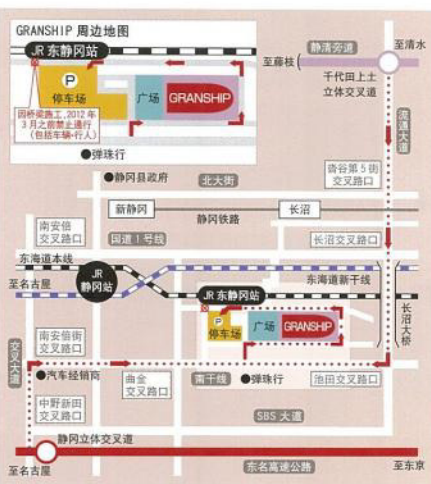 GRANSHIP 周边地图
JR 东静冈站
P
停车场
广场
GRANSHIP
因桥梁施工,2012年
3月之前禁止通行
(包括车辆・行人)
●弹珠行
静清旁道
至清水
至藤枝
千代田上土
立体交叉道
流通大道
沓谷第5街
交叉路口
●静冈县政府
北大街
新静冈
长沼
静冈铁路
南安倍
交叉路口
国道1号线
长沼交叉路口
东海道本线
至名古屋
JR
静冈站
东海道新干线
JR 东静冈站
P
停车场
广场
GRANSHIP
长沼大桥
南安倍街
交叉路口
交叉大道
●汽车经销商
曲金
交叉路口
南干线
●弹珠行
池田交叉路口
中野新田
交叉路口
SBS 大道
静冈立体交叉道
至名古屋
东名高速公路
至东京